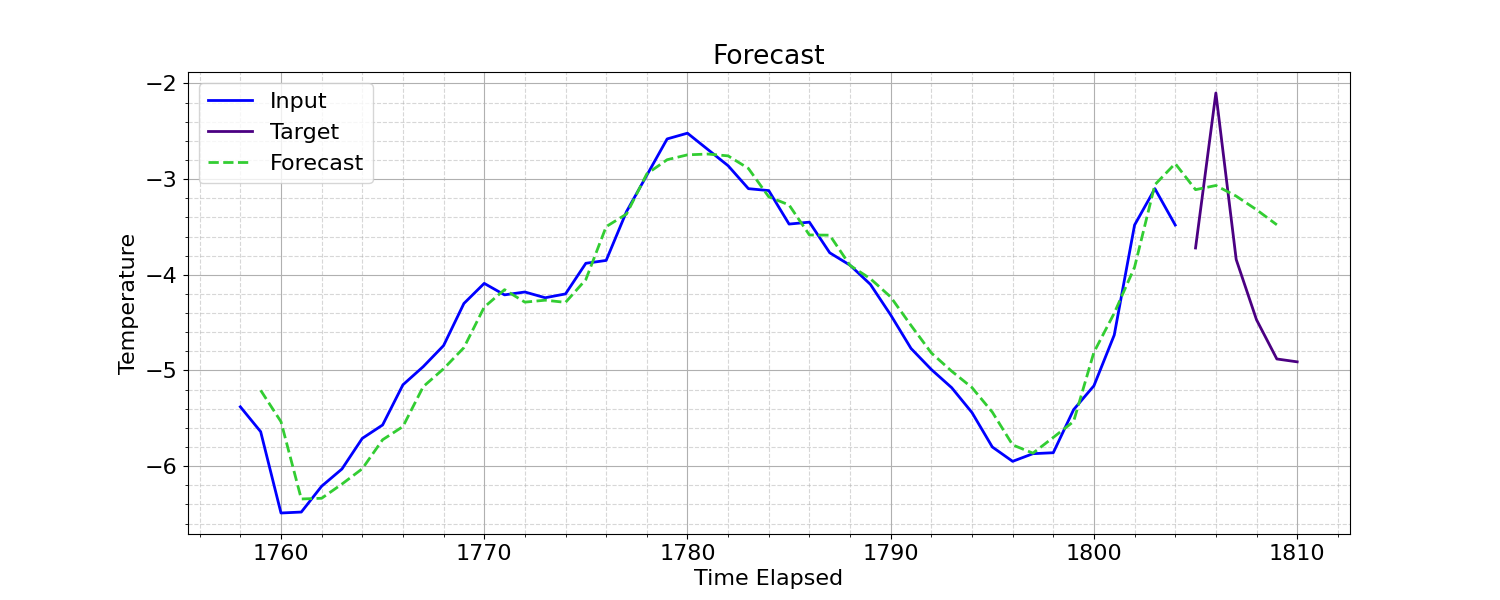 Forecast
Input
Target
Forecast
−2
−3
−4
−5
−6
Temperature
1760 1770 1780 1790 1800 1810
Time Elapsed